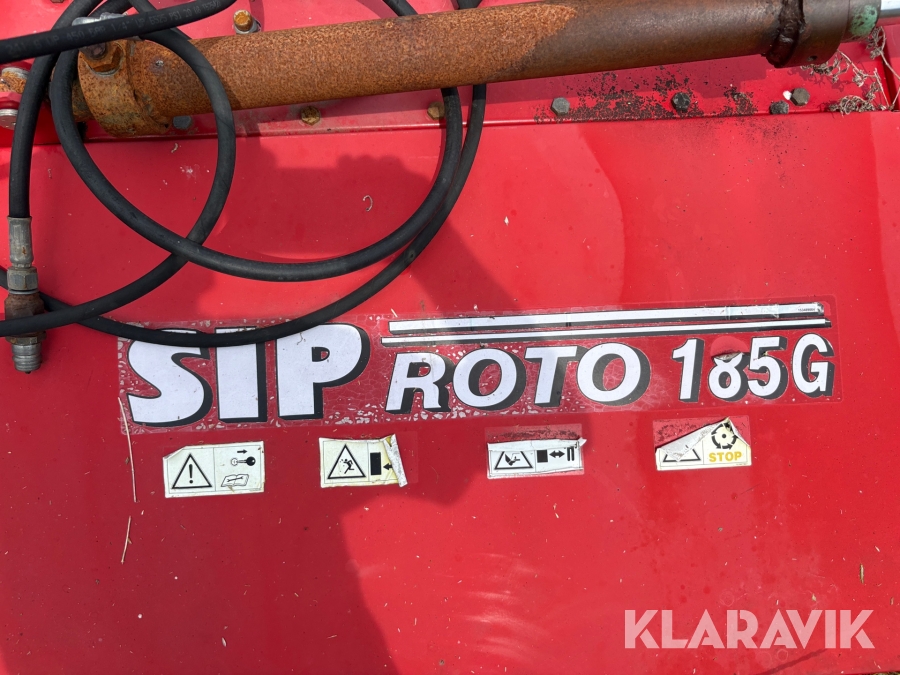 SIP ROTO 185G
STOP
KLARAVIK